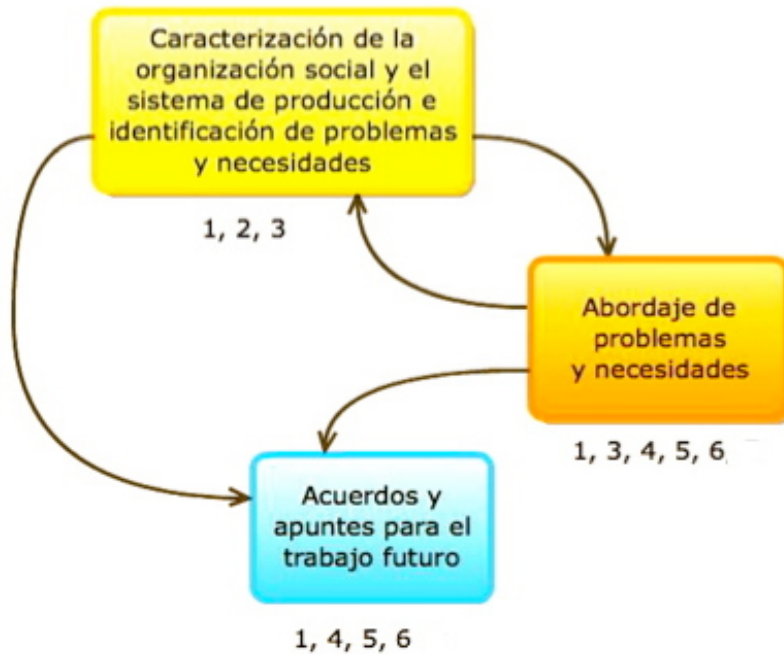 Caracterización de la
organización social y el
sistema de producción e
identificación de problemas
y necesidades
1, 2, 3
Abordaje de
problemas
y necesidades
1, 3, 4, 5, 6,
Acuerdos y
apuntes para el
trabajo futuro
1, 4, 5, 6